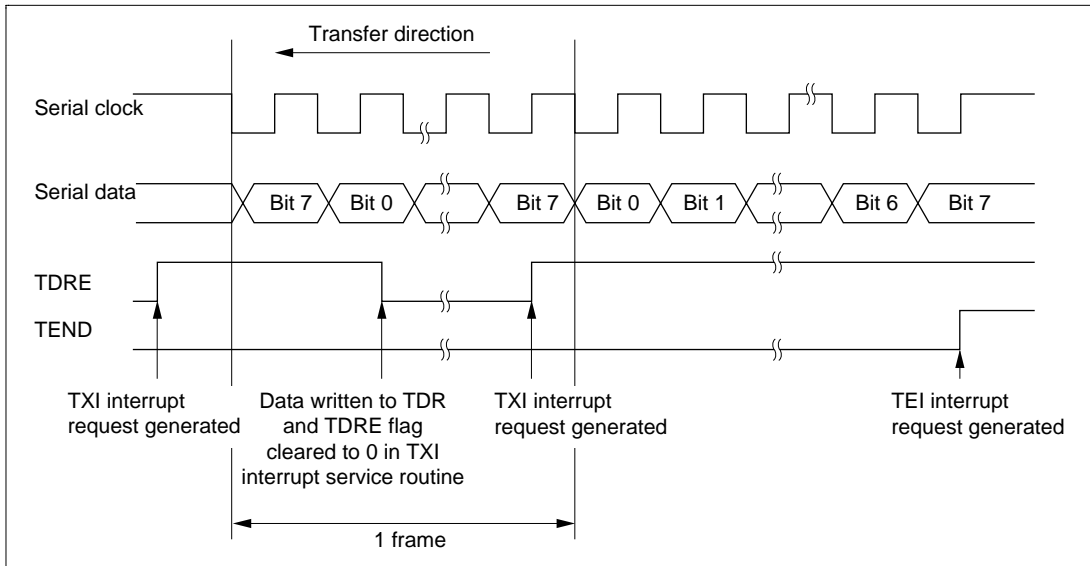 Transfer direction
Serial clock
Serial data
Bit 7 Bit 0 Bit 7 Bit 0 Bit 1 Bit 6 Bit 7
TDRE
TEND
TXI interrupt
request generated
Data written to TDR
and TDRE flag
cleared to 0 in TXI
interrupt service routine
TXI interrupt
request generated
TEI interrupt
request generated
1 frame